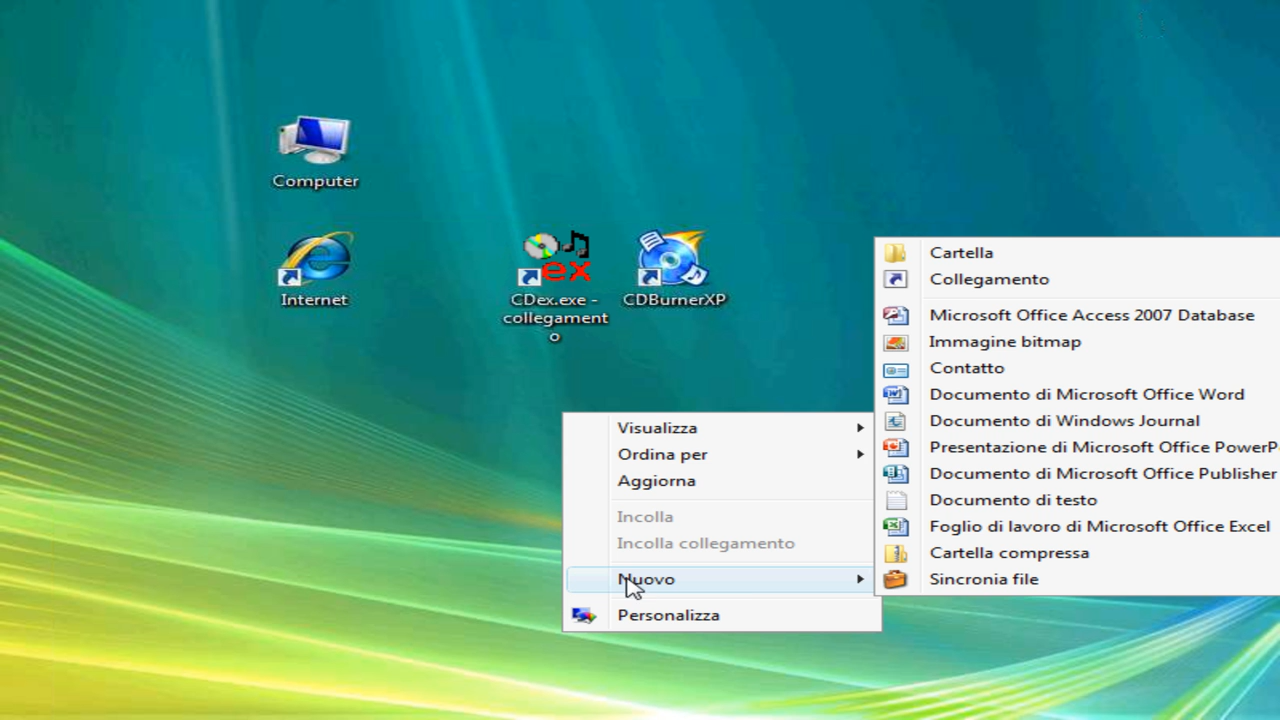 Computer
Internet
CDex.exe -
collegament
o
CDBurnerXP
Visualizza
Ordina per
Aggiorna
Incolla
Incolla collegamento
Nuovo
Personalizza
Cartella
Collegamento
Microsoft Office Access 2007 Database
Immagine bitmap
Contatto
Documento di Microsoft Office Word
Documento di Windows Journal
Presentazione di Microsoft Office PowerP
Documento di Microsoft Office Publisher
Documento di testo
Foglio di lavoro di Microsoft Office Excel
Cartella compressa
Sincronia file